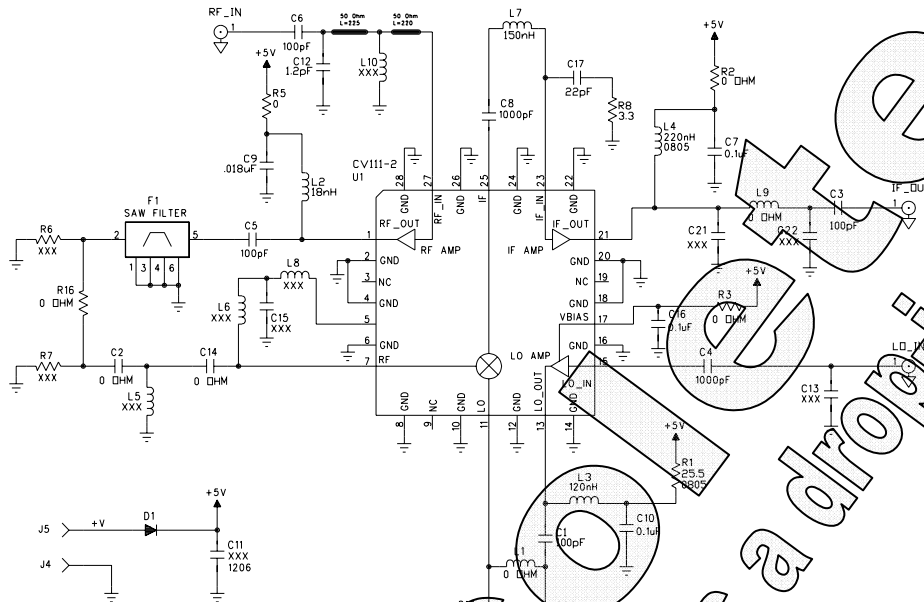 RF_IN
1
C6
100pF
50 Ohm
L=225
50 Ohm
L=220
C12
1.2pF
L10
XXX
+5V
R5
0
C9
.018uF
L2
18nH
L7
150nH
C17
22pF
R8
3.3
C8
1000pF
+5V
R2
0 OHM
L4
220nH
0805
C7
0.1uF
CV111-2
U1
28
GND
27
RF_IN
26
GND
25
IF
24
GND
23
IF_IN
22
GND
F1
SAW FILTER
2
5
1 3 4 6
C5
100pF
R6
XXX
R16
0 OHM
R7
XXX
C2
0 OHM
L5
XXX
C14
0 OHM
L6
XXX
C15
XXX
L8
XXX
1
RF_OUT
RF AMP
2
GND
3
NC
4
GND
5
6
GND
7
RF
IF_OUT
IF AMP
21
20
GND
19
NC
18
GND
VBIAS
17
16
GND
LO AMP
15
LO_IN
LO_OUT
8
GND
9
NC
10
GND
11
LO
12
GND
13
14
GND
L9
0 OHM
C3
100pF
IF_OU
1
C21
XXX
C22
XXX
+5V
R3
0 OHM
C16
0.1uF
C4
1000pF
LO_IN
1
C13
XXX
+5V
R1
25.5
0805
L3
120nH
C10
0.1uF
C1
100pF
L1
0 OHM
J5
+V
D1
+5V
C11
XXX
1206
J4
olete
s a drop